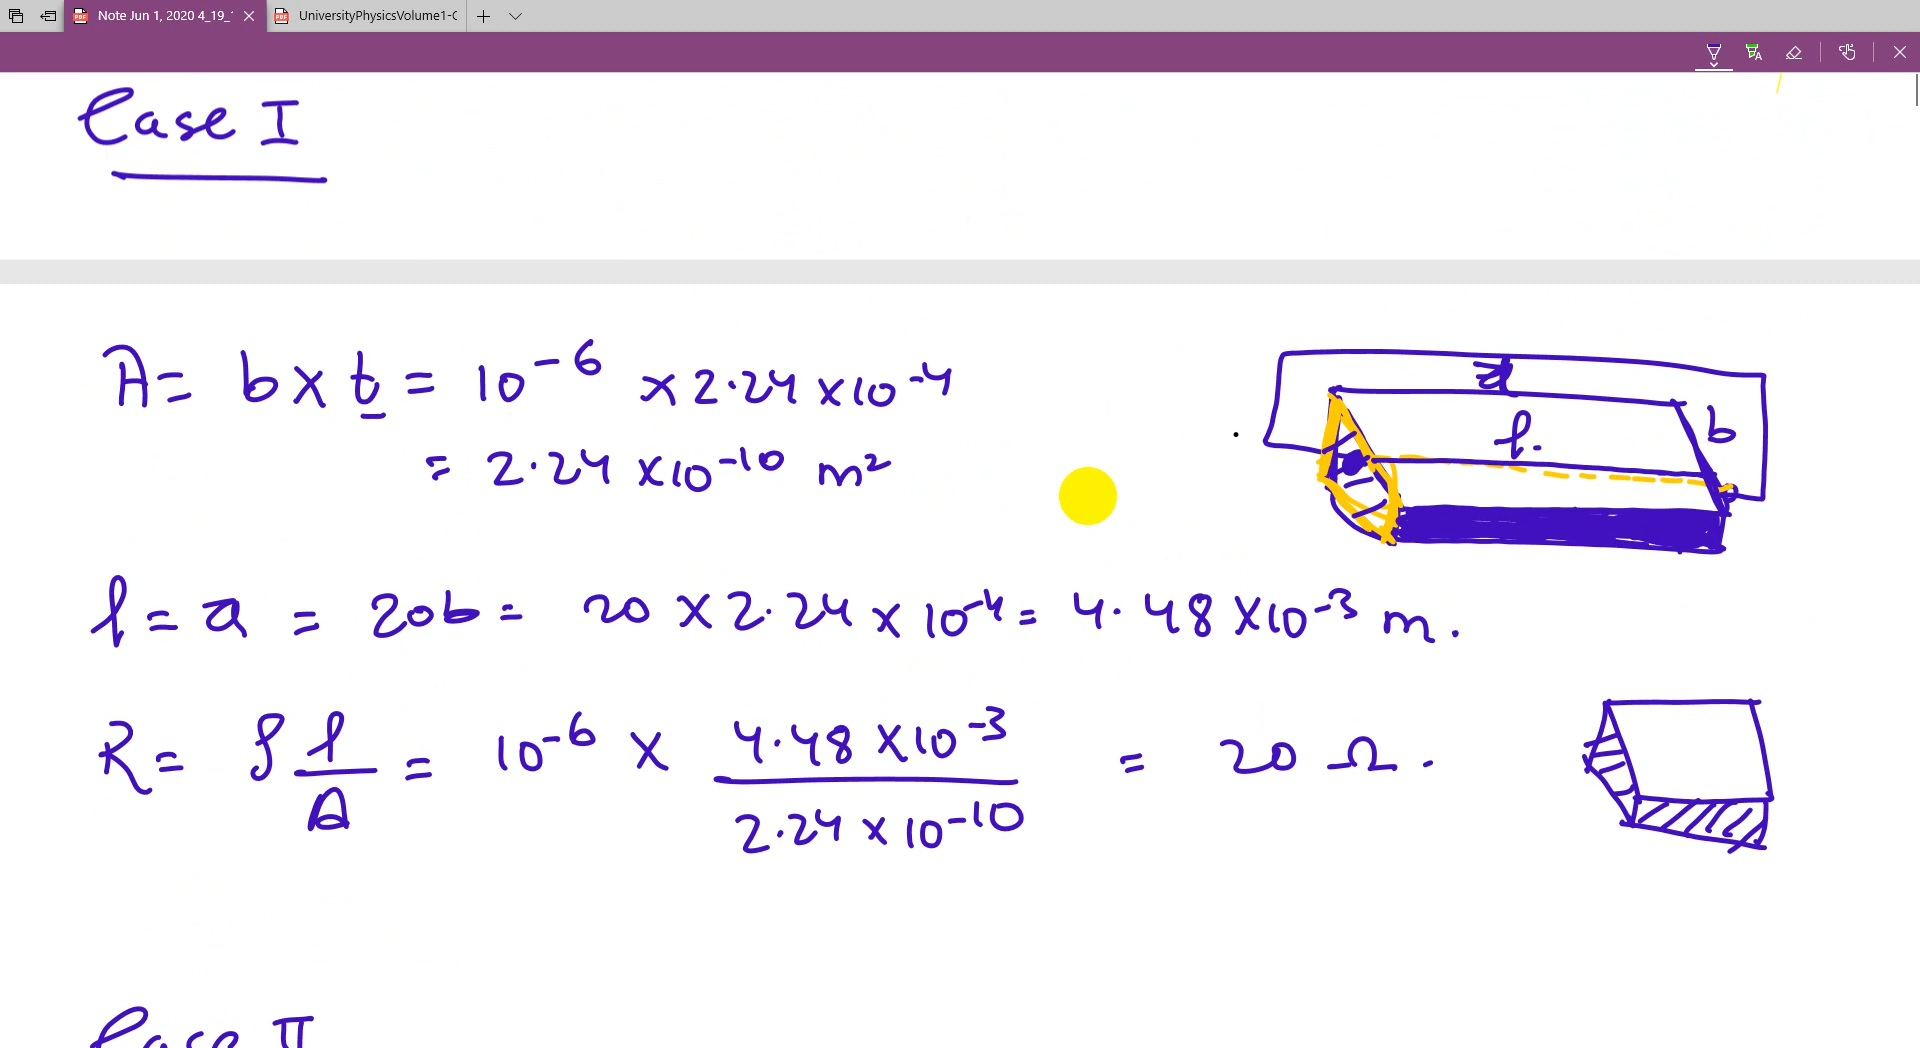 Note Jun 1, 2020 4_19_
UniversityPhysicsVolume1-
Case I
A = b × t = 10⁻⁶ × 2.24 × 10⁻⁴
= 2.24 × 10⁻¹⁰ m²
a
l.
b
l = a = 20b = 20 × 2.24 × 10⁻⁴ = 4.48 × 10⁻³ m.
R = ρ l/A = 10⁻⁶ × 4.48 × 10⁻³ / 2.24 × 10⁻¹⁰ = 20 Ω.
Case II